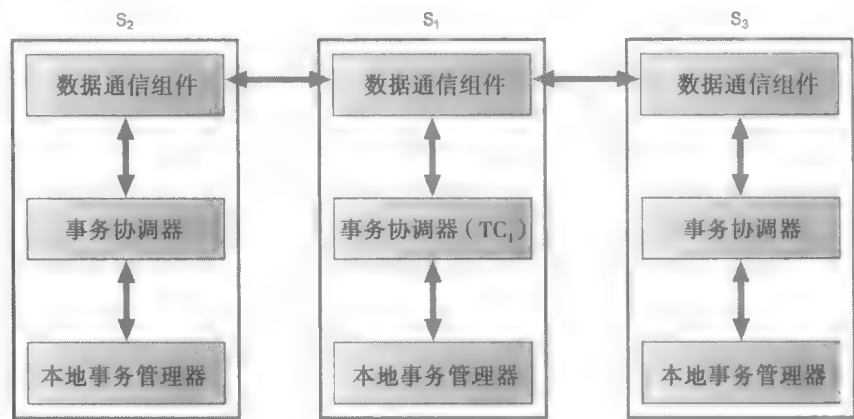 S₂
S₁
S₃
数据通信组件
数据通信组件
数据通信组件
事务协调器
事务协调器（TC₁）
事务协调器
本地事务管理器
本地事务管理器
本地事务管理器